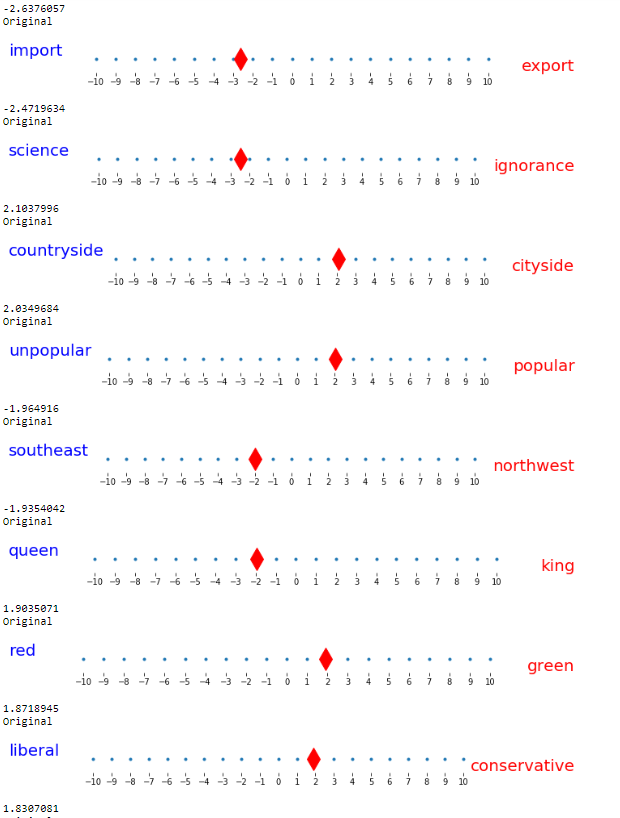 -2.6376057
Original
import
export
−10 −9 −8 −7 −6 −5 −4 −3 −2 −1 0 1 2 3 4 5 6 7 8 9 10
-2.4719634
Original
science
ignorance
−10 −9 −8 −7 −6 −5 −4 −3 −2 −1 0 1 2 3 4 5 6 7 8 9 10
2.1037996
Original
countryside
cityside
−10 −9 −8 −7 −6 −5 −4 −3 −2 −1 0 1 2 3 4 5 6 7 8 9 10
2.0349684
Original
unpopular
popular
−10 −9 −8 −7 −6 −5 −4 −3 −2 −1 0 1 2 3 4 5 6 7 8 9 10
-1.964916
Original
southeast
northwest
−10 −9 −8 −7 −6 −5 −4 −3 −2 −1 0 1 2 3 4 5 6 7 8 9 10
-1.9354042
Original
queen
king
−10 −9 −8 −7 −6 −5 −4 −3 −2 −1 0 1 2 3 4 5 6 7 8 9 10
1.9035071
Original
red
green
−10 −9 −8 −7 −6 −5 −4 −3 −2 −1 0 1 2 3 4 5 6 7 8 9 10
1.8718945
Original
liberal
conservative
−10 −9 −8 −7 −6 −5 −4 −3 −2 −1 0 1 2 3 4 5 6 7 8 9 10
1.8307081